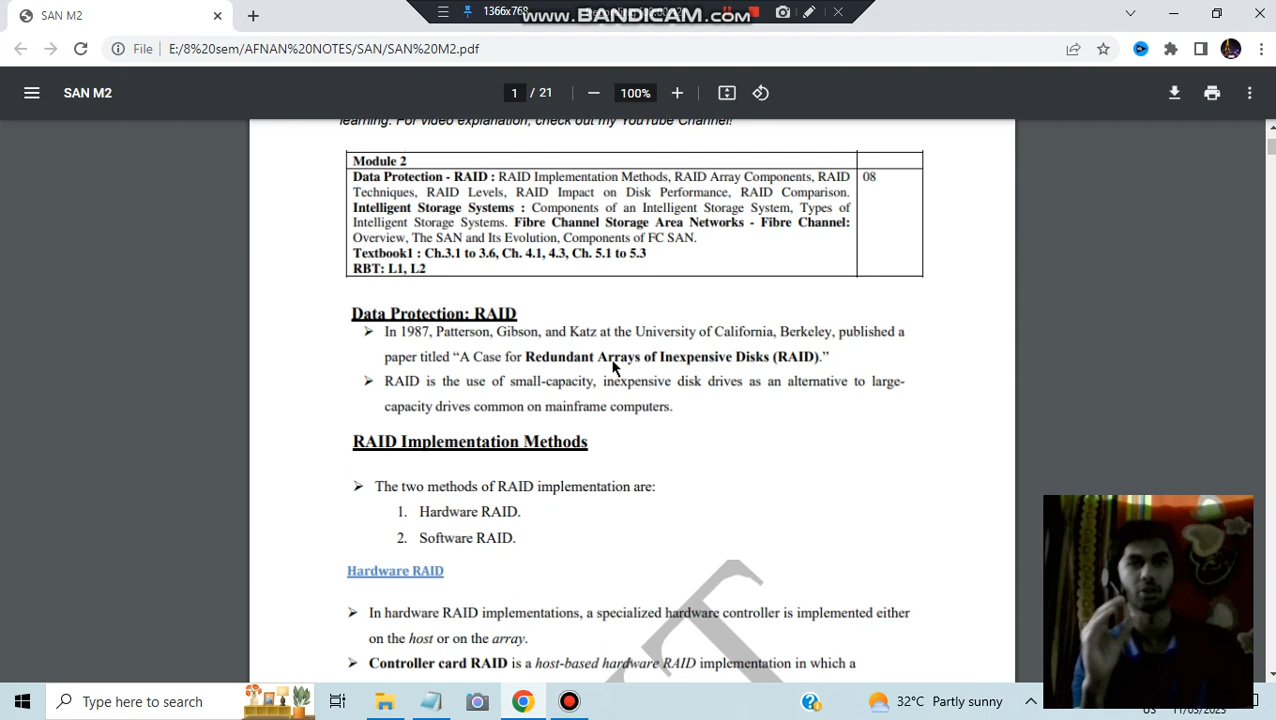 SAN M2
1366x768
www.BANDICAM.com
File
E:/8%20sem/AFNAN%20NOTES/SAN/SAN%20M2.pdf
SAN M2
1 / 21
100%
learning. For video explanation, check out my YouTube Channel!
Module 2
Data Protection - RAID : RAID Implementation Methods, RAID Array Components, RAID
08
Techniques, RAID Levels, RAID Impact on Disk Performance, RAID Comparison.
Intelligent Storage Systems : Components of an Intelligent Storage System, Types of
Intelligent Storage Systems. Fibre Channel Storage Area Networks - Fibre Channel:
Overview, The SAN and Its Evolution, Components of FC SAN.
Textbook1 : Ch.3.1 to 3.6, Ch. 4.1, 4.3, Ch. 5.1 to 5.3
RBT: L1, L2
Data Protection: RAID
➢ In 1987, Patterson, Gibson, and Katz at the University of California, Berkeley, published a
paper titled “A Case for Redundant Arrays of Inexpensive Disks (RAID).”
➢ RAID is the use of small-capacity, inexpensive disk drives as an alternative to large-
capacity drives common on mainframe computers.
RAID Implementation Methods
➢ The two methods of RAID implementation are:
1. Hardware RAID.
2. Software RAID.
Hardware RAID
➢ In hardware RAID implementations, a specialized hardware controller is implemented either
on the host or on the array.
➢ Controller card RAID is a host-based hardware RAID implementation in which a
Type here to search
32°C Partly sunny
11/05/2023